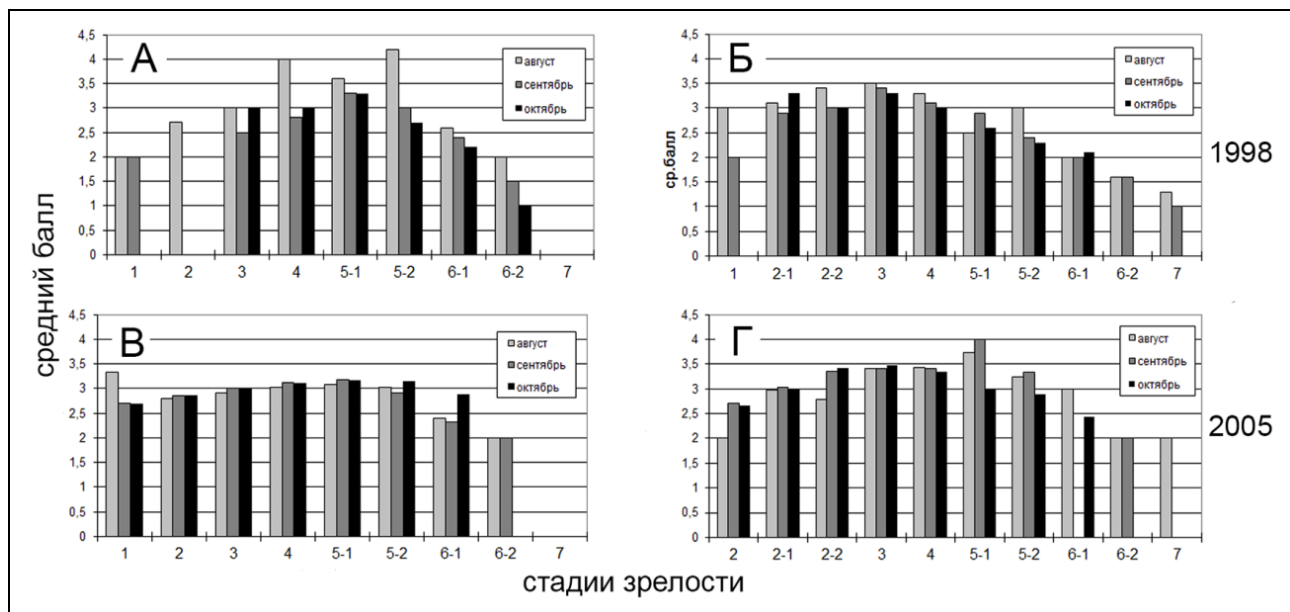 А
4,5
4
3,5
3
2,5
2
1,5
1
0,5
0
август
сентябрь
октябрь
1 2 3 4 5-1 5-2 6-1 6-2 7
Б
4,5
4
3,5
3
2,5
2
1,5
1
0,5
0
ср.балл
август
сентябрь
октябрь
1 2-1 2-2 3 4 5-1 5-2 6-1 6-2 7
1998
средний балл
В
4,5
4
3,5
3
2,5
2
1,5
1
0,5
0
август
сентябрь
октябрь
1 2 3 4 5-1 5-2 6-1 6-2 7
Г
4,5
4
3,5
3
2,5
2
1,5
1
0,5
0
август
сентябрь
октябрь
2 2-1 2-2 3 4 5-1 5-2 6-1 6-2 7
2005
стадии зрелости